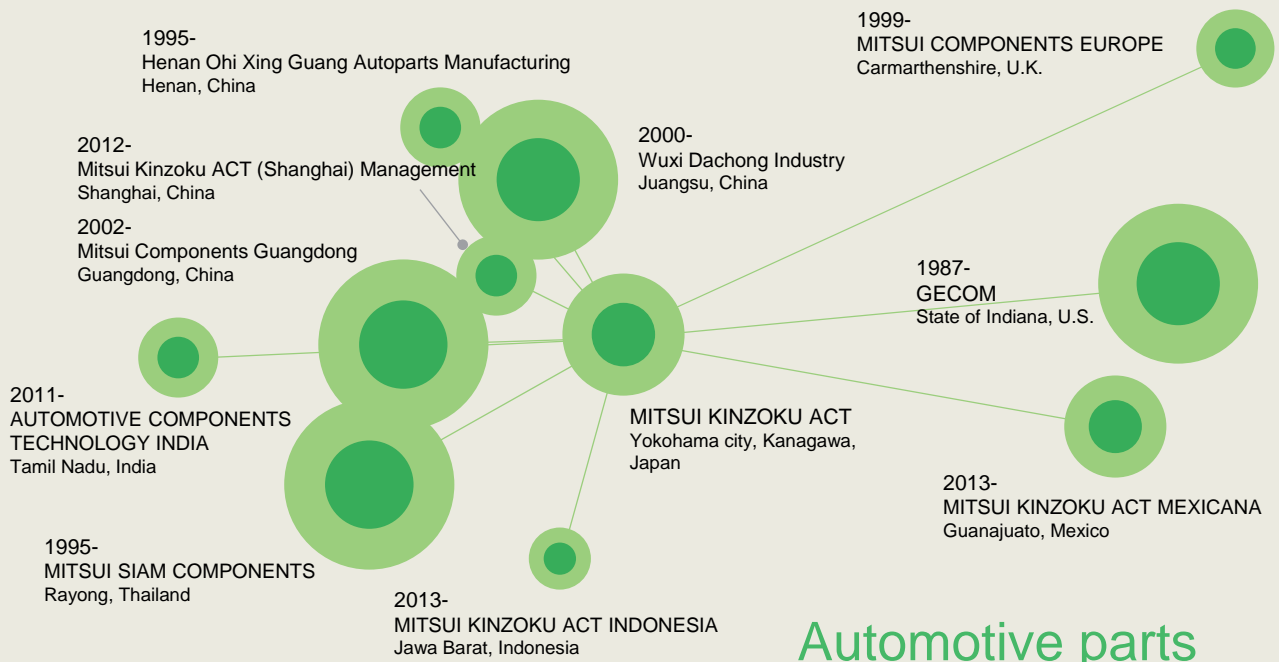 1995-
Henan Ohi Xing Guang Autoparts Manufacturing
Henan, China
2012-
Mitsui Kinzoku ACT (Shanghai) Management
Shanghai, China
2002-
Mitsui Components Guangdong
Guangdong, China
2011-
AUTOMOTIVE COMPONENTS
TECHNOLOGY INDIA
Tamil Nadu, India
1995-
MITSUI SIAM COMPONENTS
Rayong, Thailand
2013-
MITSUI KINZOKU ACT INDONESIA
Jawa Barat, Indonesia
2000-
Wuxi Dachong Industry
Juangsu, China
MITSUI KINZOKU ACT
Yokohama city, Kanagawa,
Japan
1999-
MITSUI COMPONENTS EUROPE
Carmarthenshire, U.K.
1987-
GECOM
State of Indiana, U.S.
2013-
MITSUI KINZOKU ACT MEXICANA
Guanajuato, Mexico
Automotive parts